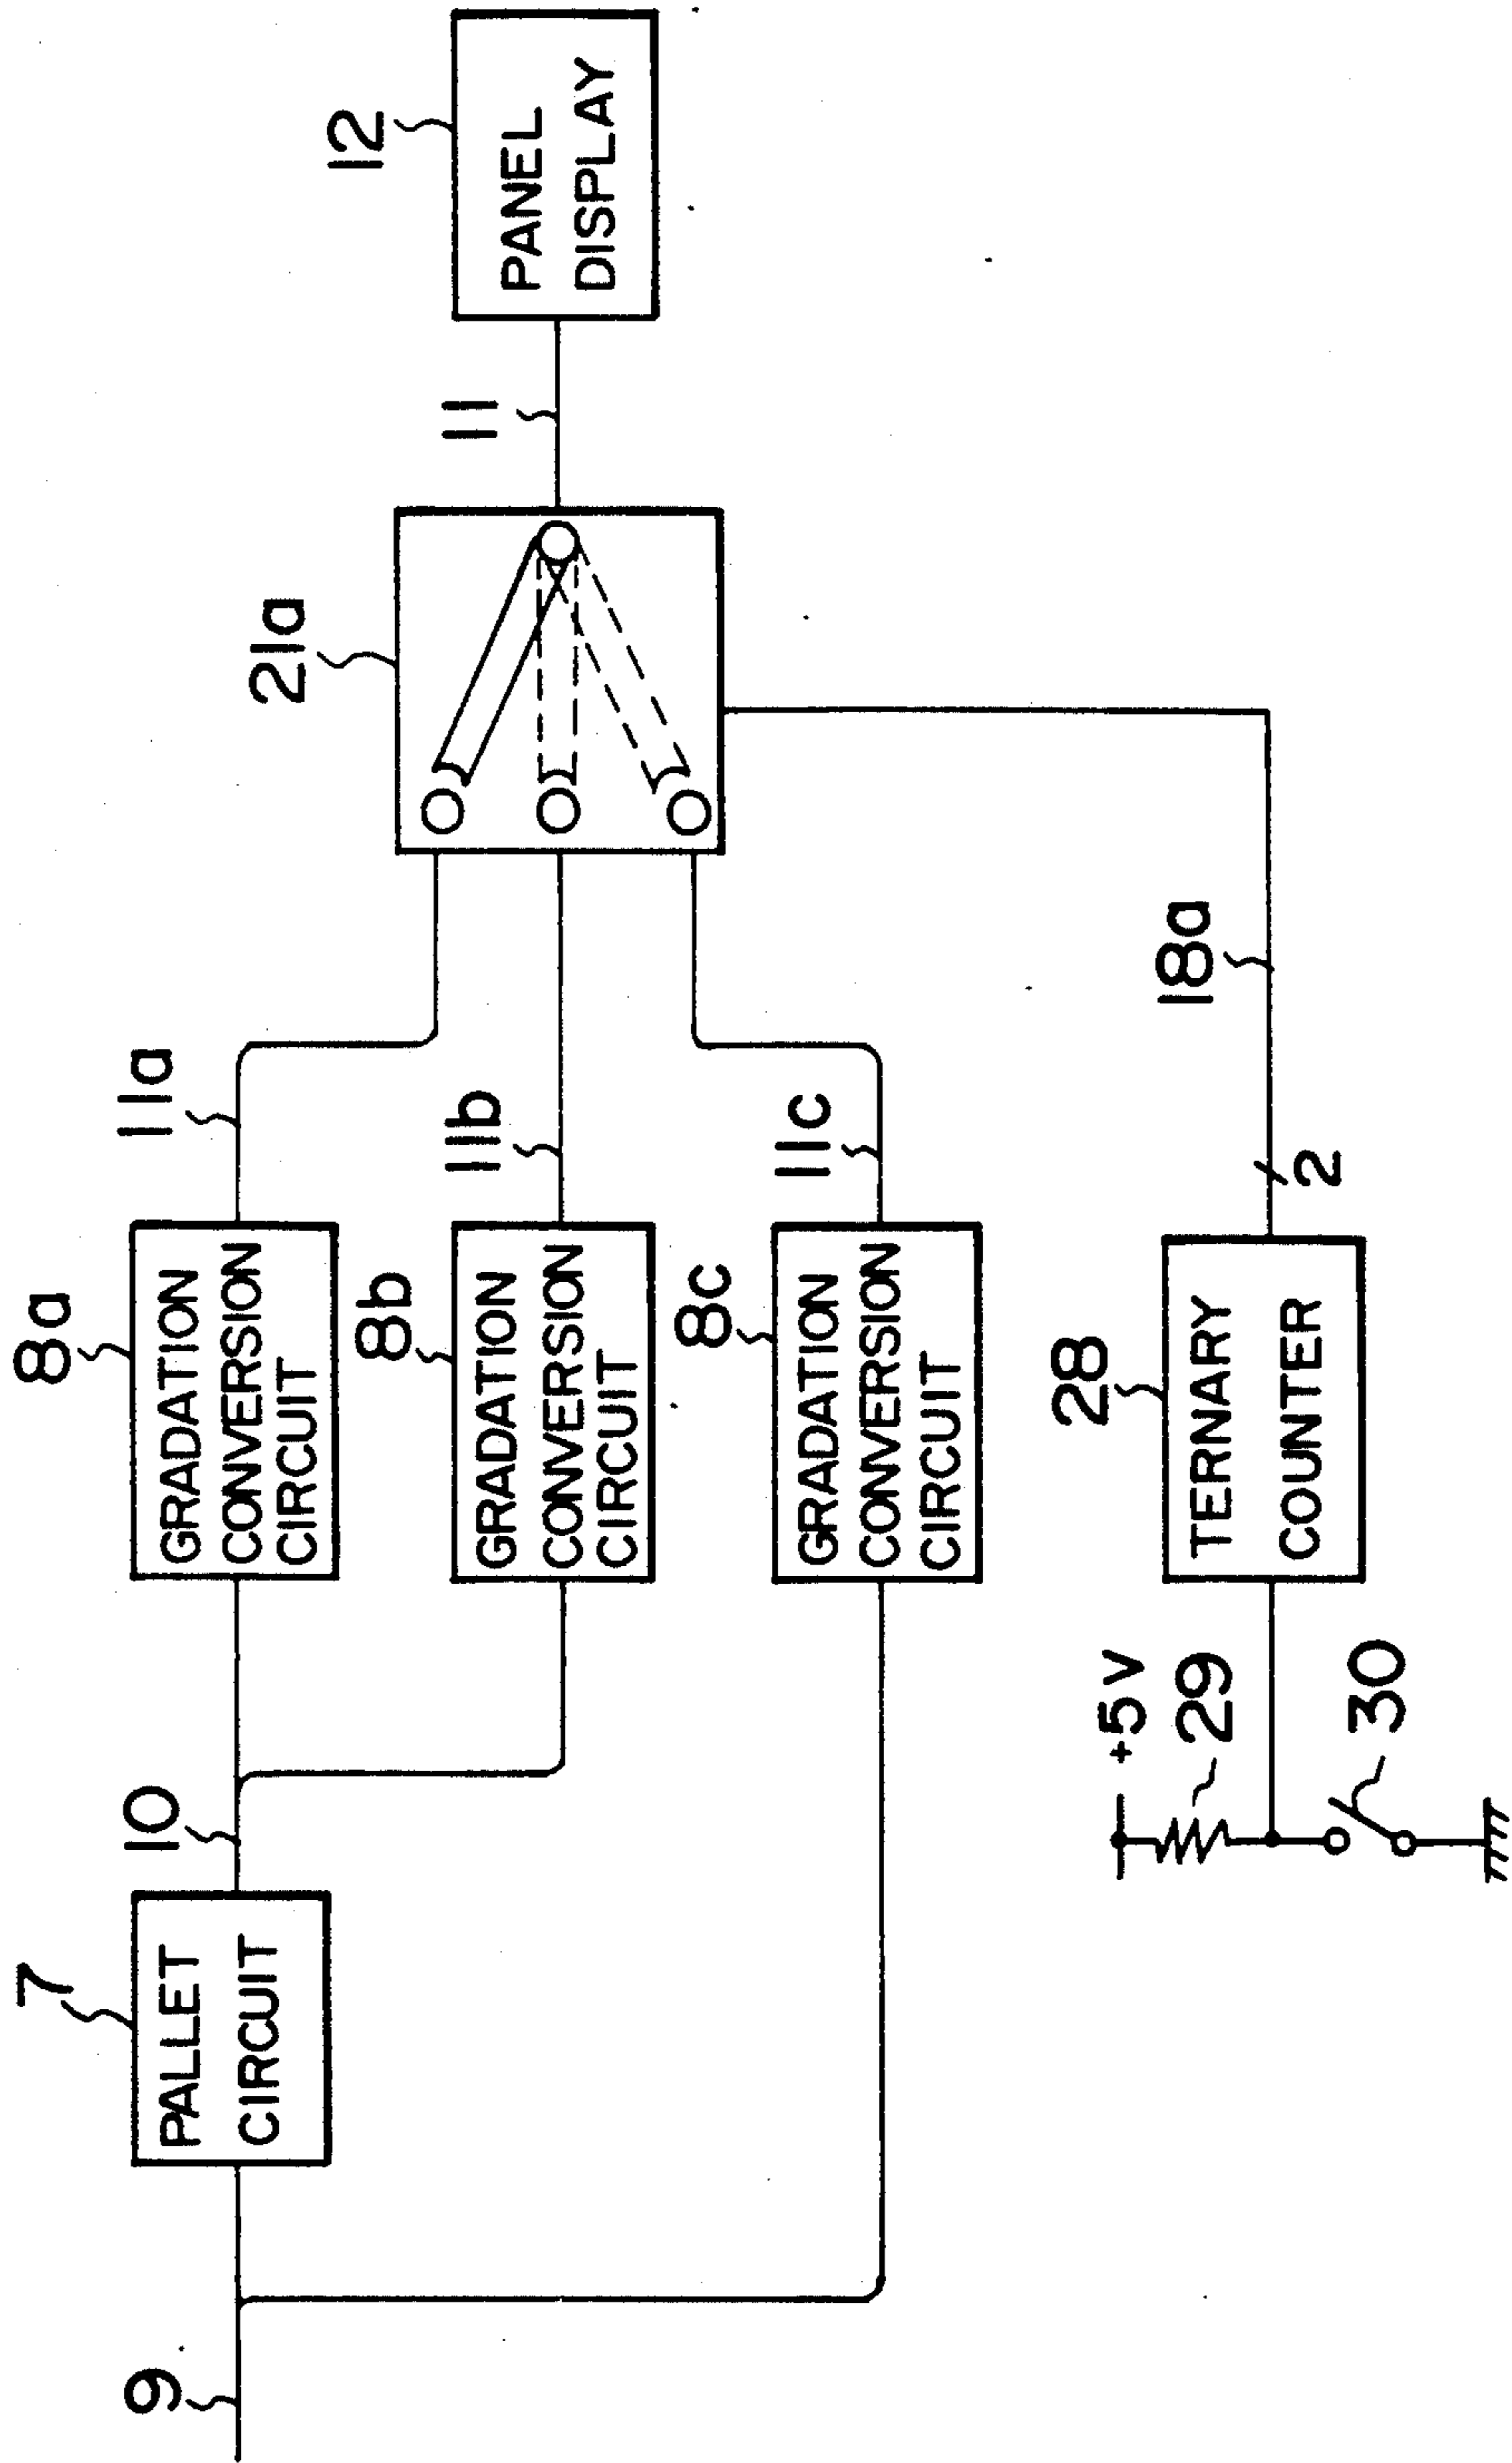 9
7
PALLET
CIRCUIT
10
8a
GRADATION
CONVERSION
CIRCUIT
8b
GRADATION
CONVERSION
CIRCUIT
8c
GRADATION
CONVERSION
CIRCUIT
11a
11b
11c
21a
11
12
PANEL
DISPLAY
+5V
29
30
28
TERNARY
COUNTER
2
18a